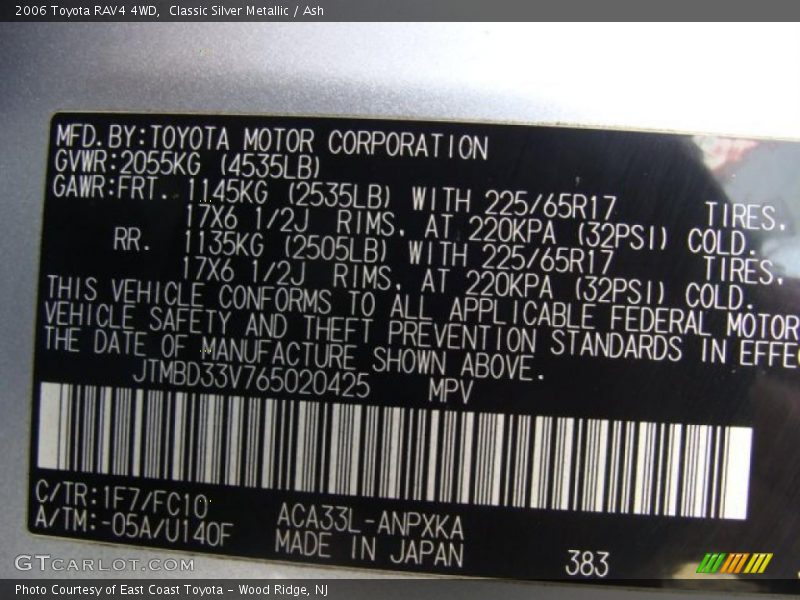 2006 Toyota RAV4 4WD, Classic Silver Metallic / Ash
MFD. BY: TOYOTA MOTOR CORPORATION
GVWR: 2055KG (4535LB)
GAWR: FRT. 1145KG (2535LB) WITH 225/65R17 TIRES,
17X6 1/2J RIMS, AT 220KPA (32PSI) COLD.
RR. 1135KG (2505LB) WITH 225/65R17 TIRES,
17X6 1/2J RIMS, AT 220KPA (32PSI) COLD.
THIS VEHICLE CONFORMS TO ALL APPLICABLE FEDERAL MOTOR
VEHICLE SAFETY AND THEFT PREVENTION STANDARDS IN EFFE
THE DATE OF MANUFACTURE SHOWN ABOVE.
JTMBD33V765020425 MPV
C/TR: 1F7/FC10
A/TM: -05A/U140F
ACA33L-ANPXKA
MADE IN JAPAN
383
GTCARLOT.COM
Photo Courtesy of East Coast Toyota - Wood Ridge, NJ